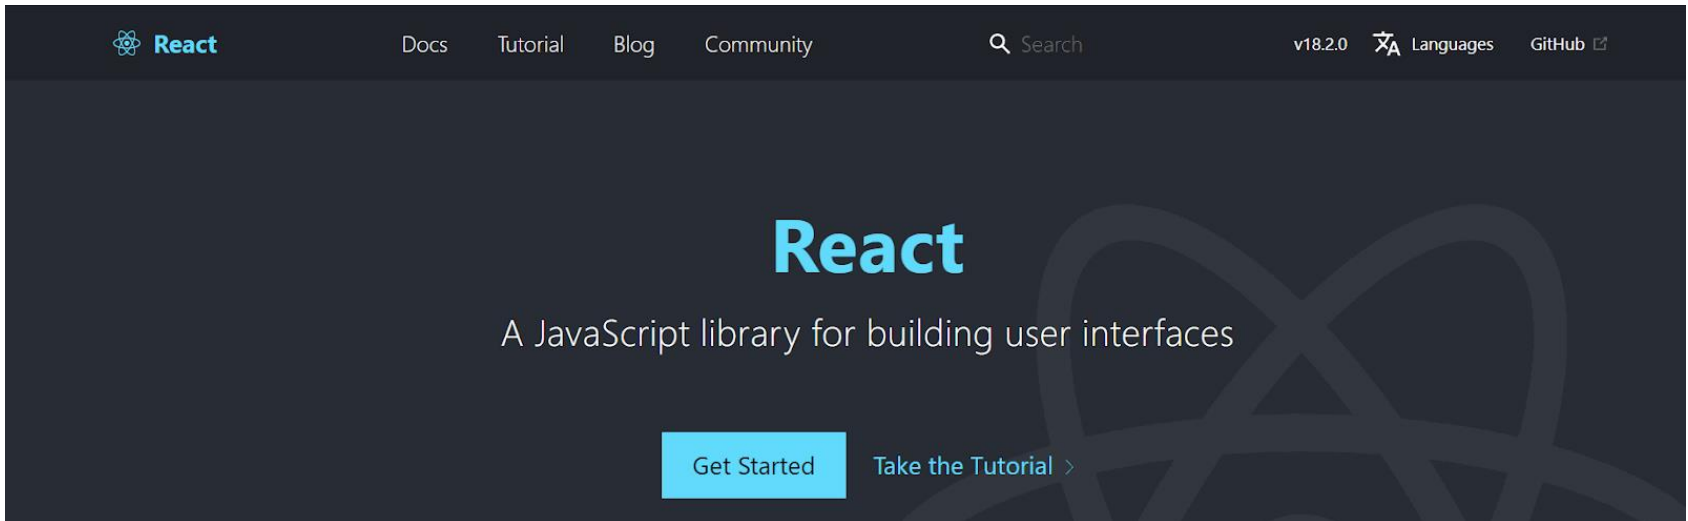 React Docs Tutorial Blog Community Search v18.2.0 Languages GitHub
React
A JavaScript library for building user interfaces
Get Started Take the Tutorial